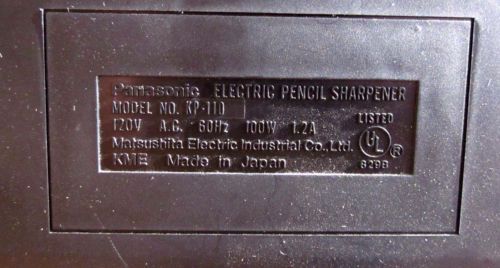 Panasonic ELECTRIC PENCIL SHARPENER
MODEL NO. KP-110
120V A.C. 60Hz 100W 1.2A
Matsushita Electric Industrial Co., Ltd.
KME Made in Japan
LISTED
UL ®
629B